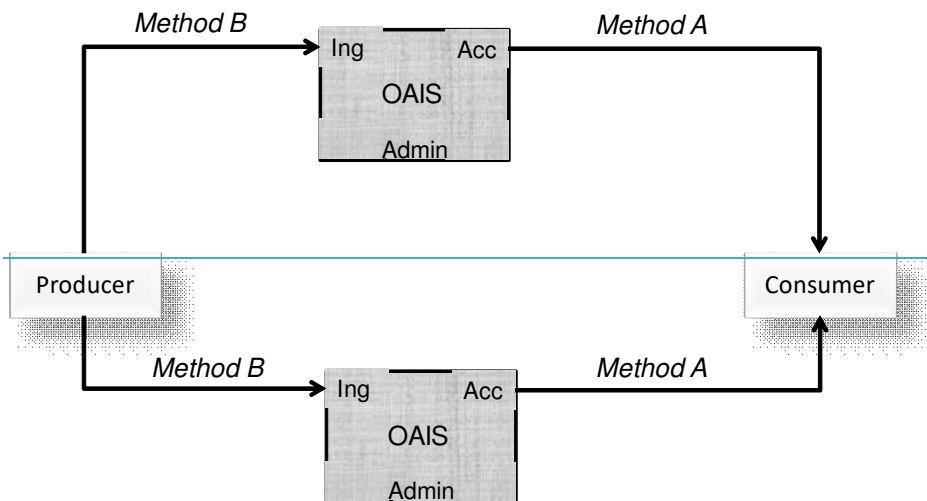 Method B
Method A
Ing Acc
OAIS
Admin
Producer
Consumer
Method B
Method A
Ing Acc
OAIS
Admin